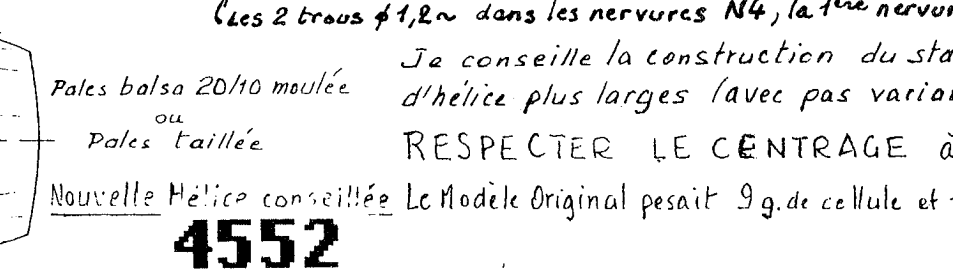 (Les 2 trous ϕ 1,2 ~ dans les nervures N4, la 1ère nervur
Je conseille la construction du sta
d'hélice plus larges (avec pas varia
RESPECTER LE CENTRAGE à
Le Modèle Original pesait 9 g. de cellule et
Pales balsa 20/10 moulée
ou
Pales taillée
Nouvelle Hélice conseillée
4552